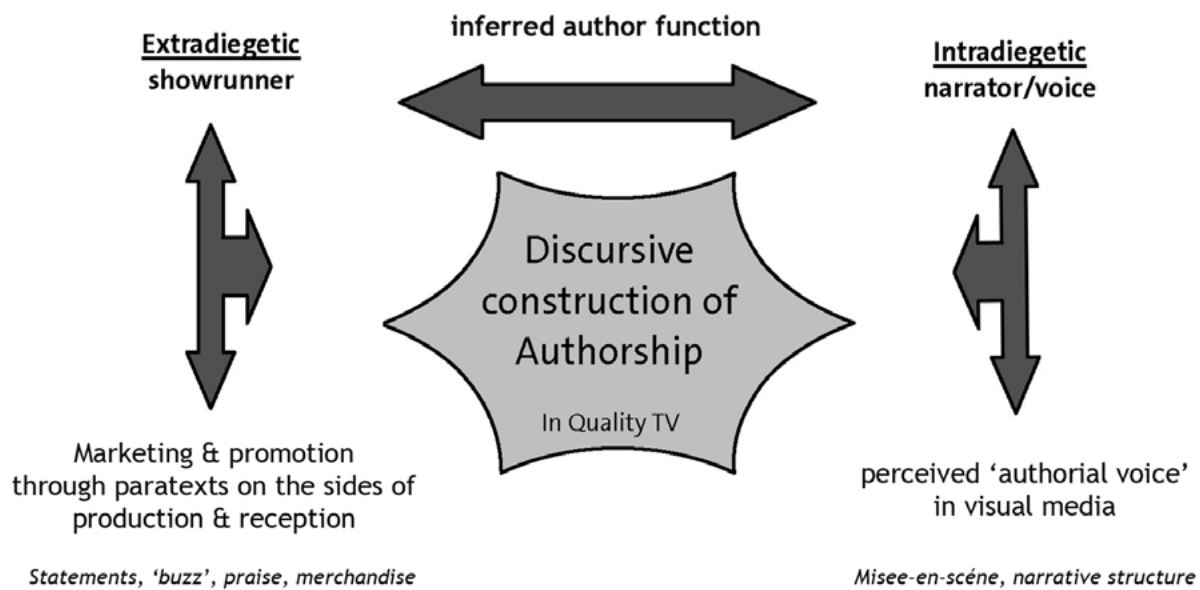 inferred author function
Extradiegetic
showrunner
Intradiegetic
narrator/voice
Discursive
construction of
Authorship
In Quality TV
Marketing & promotion
through paratexts on the sides of
production & reception
perceived ‘authorial voice’
in visual media
Statements, ‘buzz’, praise, merchandise
Misee-en-scéne, narrative structure